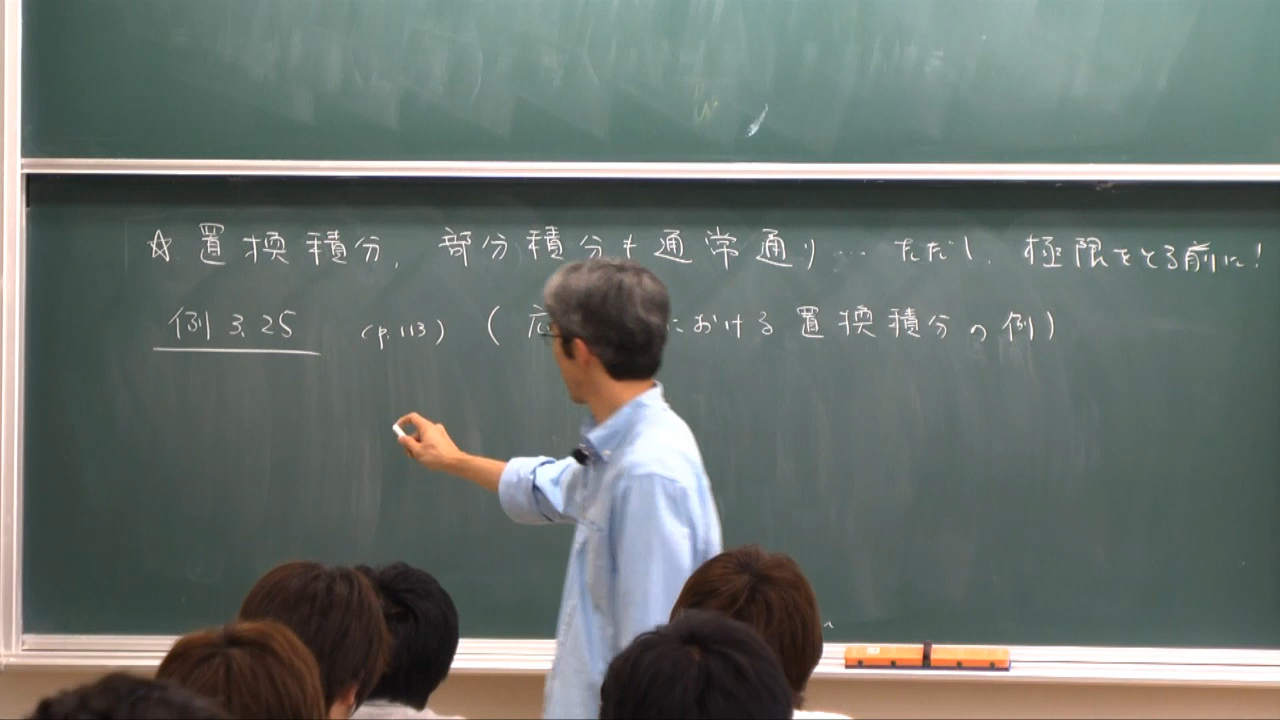 ☆ 置換積分、部分積分も通常通り… ただし、極限をとる前に!
例 3.25 (p.113) (応 における置換積分の例)